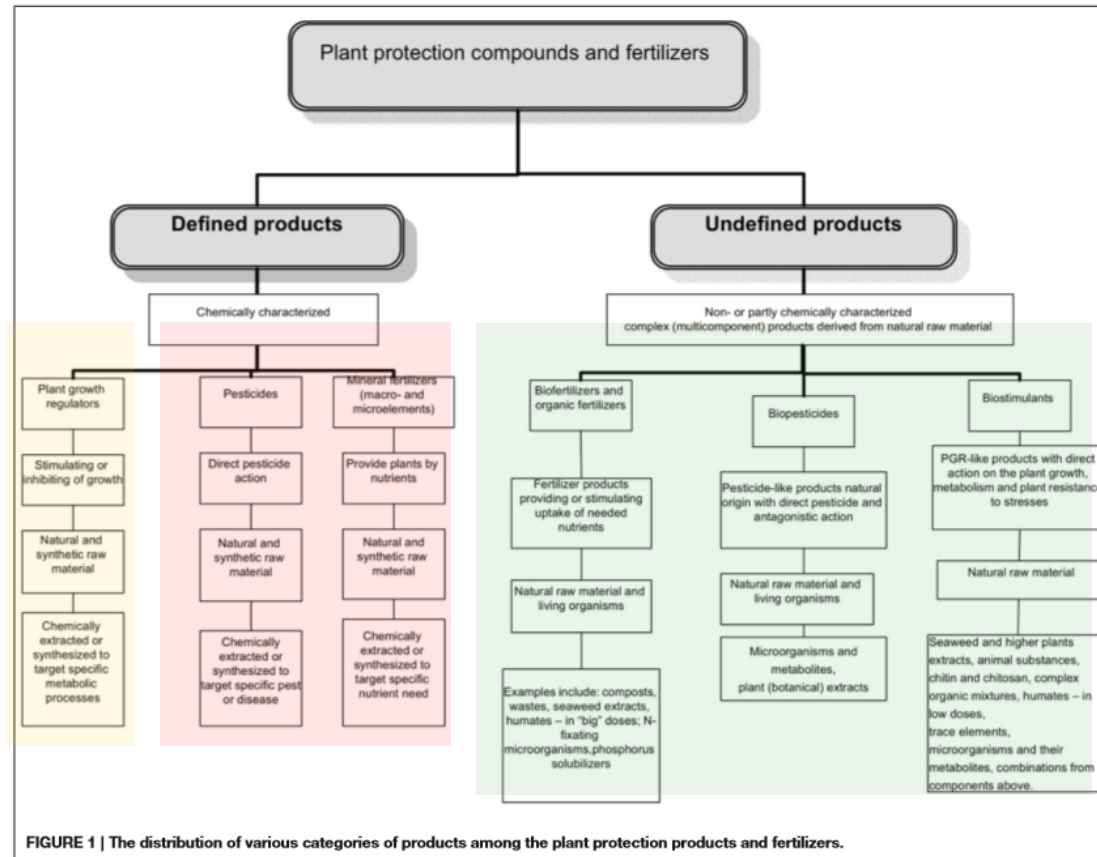 Plant protection compounds and fertilizers
Defined products
Undefined products
Chemically characterized
Non- or partly chemically characterized
complex (multicomponent) products derived from natural raw material
Plant growth
regulators
Pesticides
Mineral fertilizers
(macro- and
microelements)
Biofertilizers and
organic fertilizers
Biopesticides
Biostimulants
Stimulating or
inhibiting of growth
Direct pesticide
action
Provide plants by
nutrients
Fertilizer products
providing or stimulating
uptake of needed
nutrients
Pesticide-like products natural
origin with direct pesticide and
antagonistic action
PGR-like products with direct
action on the plant growth,
metabolism and plant resistance
to stresses
Natural and
synthetic raw
material
Natural and
synthetic raw
material
Natural and
synthetic raw
material
Natural raw material and
living organisms
Natural raw material and
living organisms
Natural raw material
Chemically
extracted or
synthesized to
target specific
metabolic
processes
Chemically
extracted or
synthesized to
target specific pest
or disease
Chemically
extracted or
synthesized to
target specific
nutrient need
Examples include: composts,
wastes, seaweed extracts,
humates – in "big" doses; N-
fixating
microorganisms,phosphorus
solubilizers
Microorganisms and
metabolites,
plant (botanical) extracts
Seaweed and higher plants
extracts, animal substances,
chitin and chitosan, complex
organic mixtures, humates – in
low doses,
trace elements,
microorganisms and their
metabolites, combinations from
components above.
FIGURE 1 | The distribution of various categories of products among the plant protection products and fertilizers.